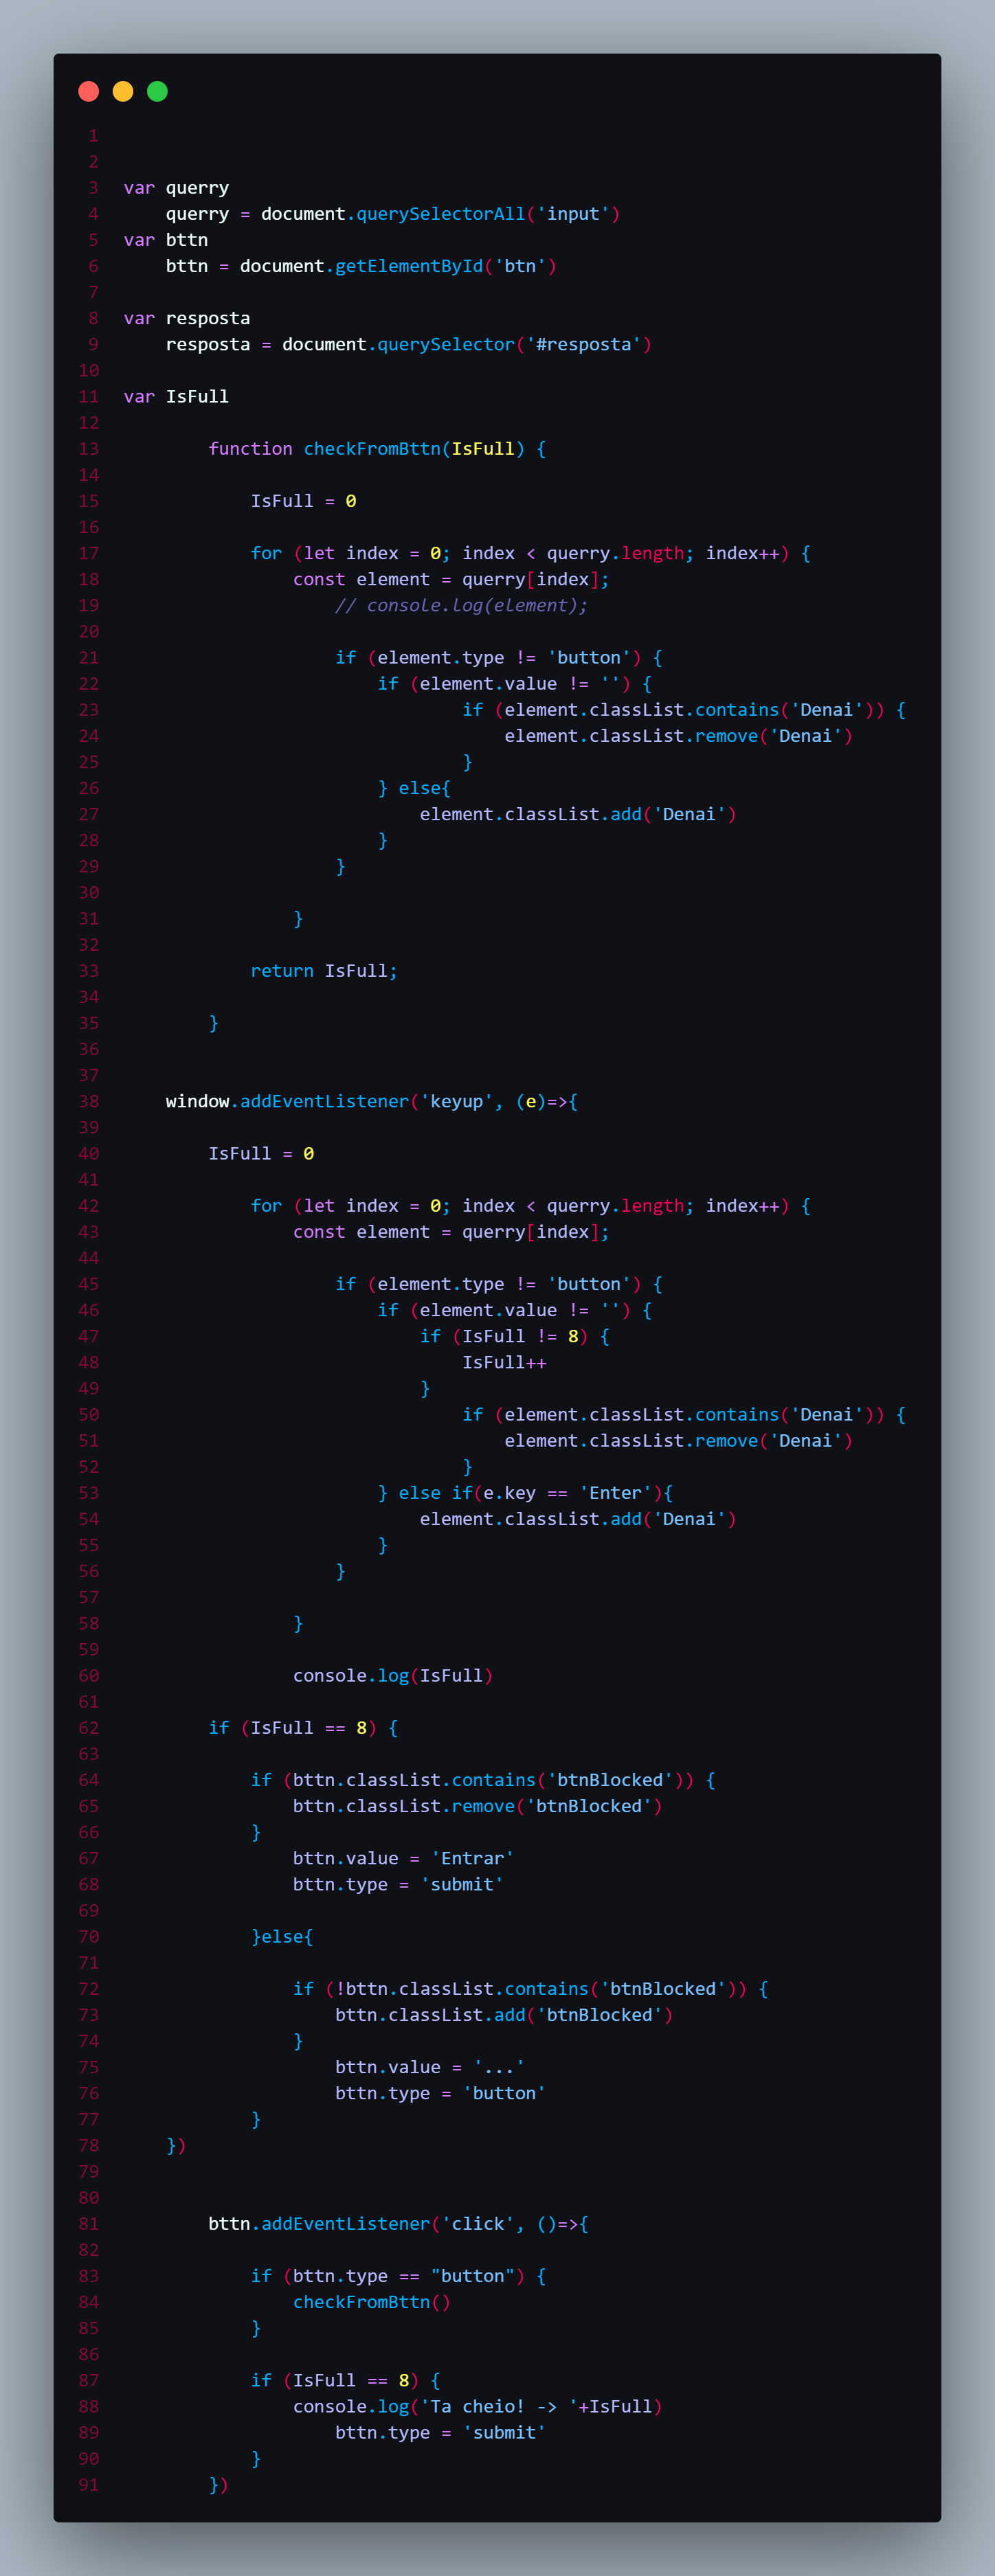 1
2
3 var querry
4     querry = document.querySelectorAll('input')
5 var bttn
6     bttn = document.getElementById('btn')
7
8 var resposta
9     resposta = document.querySelector('#resposta')
10
11 var IsFull
12
13         function checkFromBttn(IsFull) {
14
15             IsFull = 0
16
17             for (let index = 0; index < querry.length; index++) {
18                 const element = querry[index];
19                     // console.log(element);
20
21                     if (element.type != 'button') {
22                         if (element.value != '') {
23                                 if (element.classList.contains('Denai')) {
24                                     element.classList.remove('Denai')
25                                 }
26                         } else{
27                             element.classList.add('Denai')
28                         }
29                     }
30
31                 }
32
33             return IsFull;
34
35         }
36
37
38     window.addEventListener('keyup', (e)=>{
39
40         IsFull = 0
41
42             for (let index = 0; index < querry.length; index++) {
43                 const element = querry[index];
44
45                     if (element.type != 'button') {
46                         if (element.value != '') {
47                             if (IsFull != 8) {
48                                 IsFull++
49                             }
50                                 if (element.classList.contains('Denai')) {
51                                     element.classList.remove('Denai')
52                                 }
53                         } else if(e.key == 'Enter'){
54                             element.classList.add('Denai')
55                         }
56                     }
57
58                 }
59
60                 console.log(IsFull)
61
62         if (IsFull == 8) {
63
64             if (bttn.classList.contains('btnBlocked')) {
65                 bttn.classList.remove('btnBlocked')
66             }
67                 bttn.value = 'Entrar'
68                 bttn.type = 'submit'
69
70             }else{
71
72                 if (!bttn.classList.contains('btnBlocked')) {
73                     bttn.classList.add('btnBlocked')
74                 }
75                     bttn.value = '...'
76                     bttn.type = 'button'
77             }
78     })
79
80
81         bttn.addEventListener('click', ()=>{
82
83             if (bttn.type == "button") {
84                 checkFromBttn()
85             }
86
87             if (IsFull == 8) {
88                 console.log('Ta cheio! -> '+IsFull)
89                     bttn.type = 'submit'
90             }
91         })